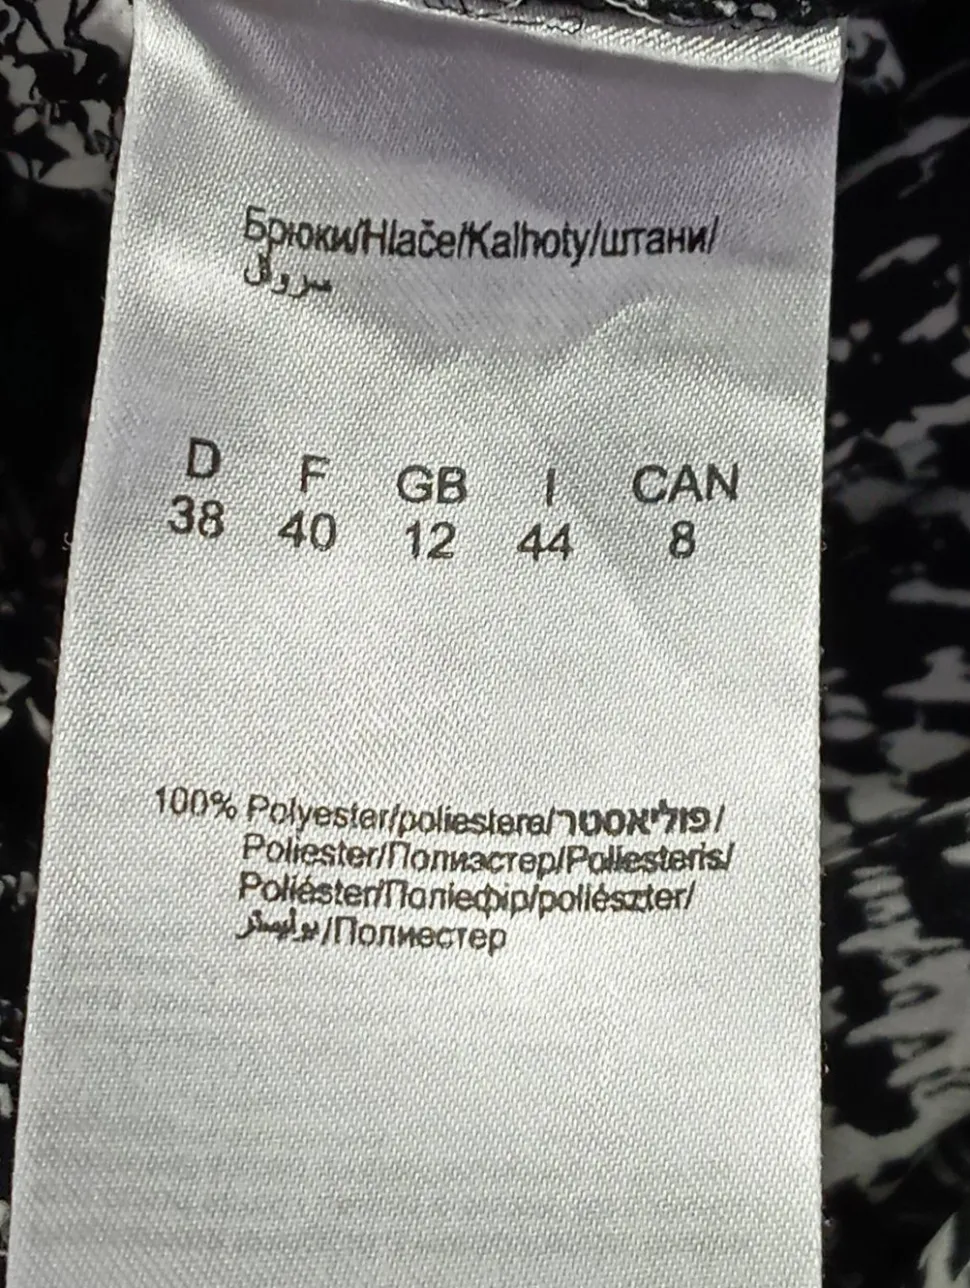 Брюки/Hlače/Kalhoty/штани/
سروال
D F GB I CAN
38 40 12 44 8
100% Polyester/poliestere/פוליאסטר/
Poliester/Полиэстер/Poliesteris/
Poliéster/Поліефір/poliészter/
بوليستر/Полиестер